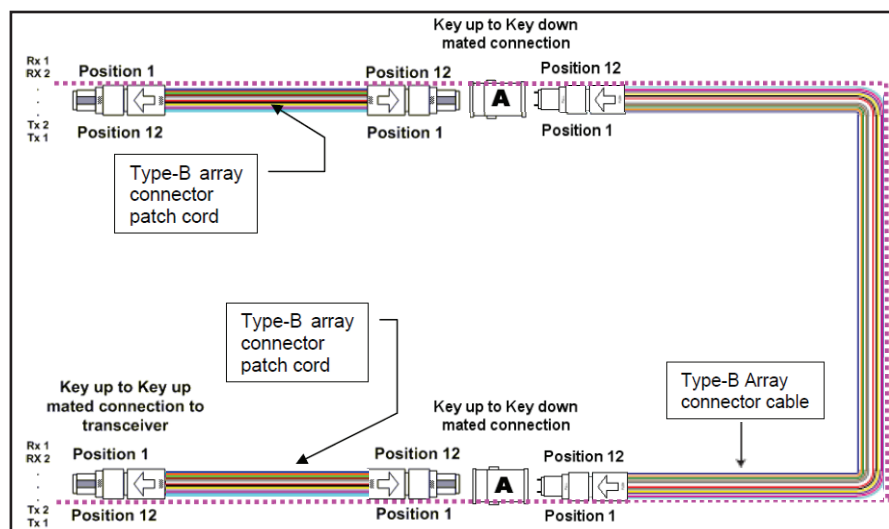 Key up to Key down
mated connection
Rx 1
RX 2
.
.
.
Tx 2
Tx 1
Position 1
Position 12
Position 12
Position 1
A
Position 12
Position 1
Type-B array
connector
patch cord
Type-B array
connector
patch cord
Type-B Array
connector cable
Key up to Key up
mated connection to
transceiver
Key up to Key down
mated connection
Rx 1
RX 2
.
.
.
Tx 2
Tx 1
Position 1
Position 12
Position 12
Position 1
A
Position 12
Position 1